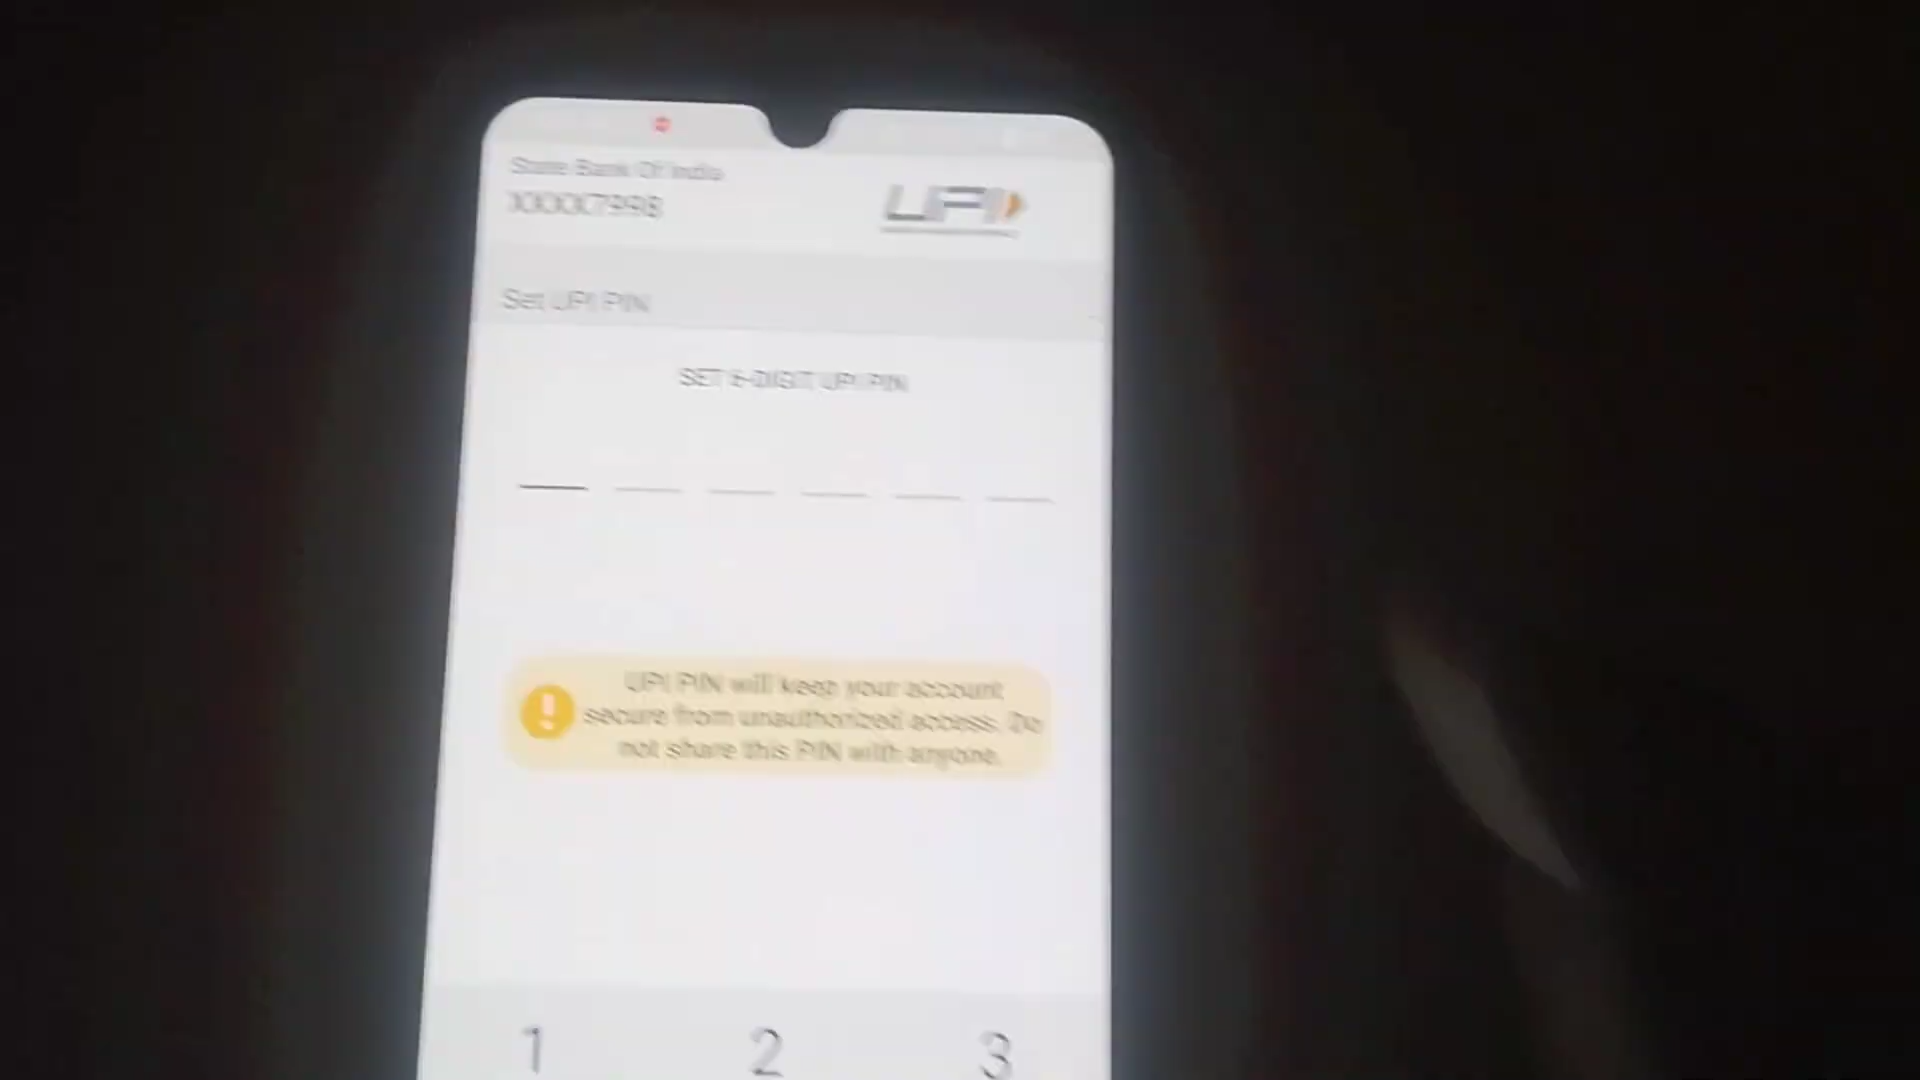 State Bank Of India
XXXX7998
UPI
Set UPI PIN
SET 6-DIGIT UPI PIN
UPI PIN will keep your account
secure from unauthorized access. Do
not share this PIN with anyone.
1 2 3